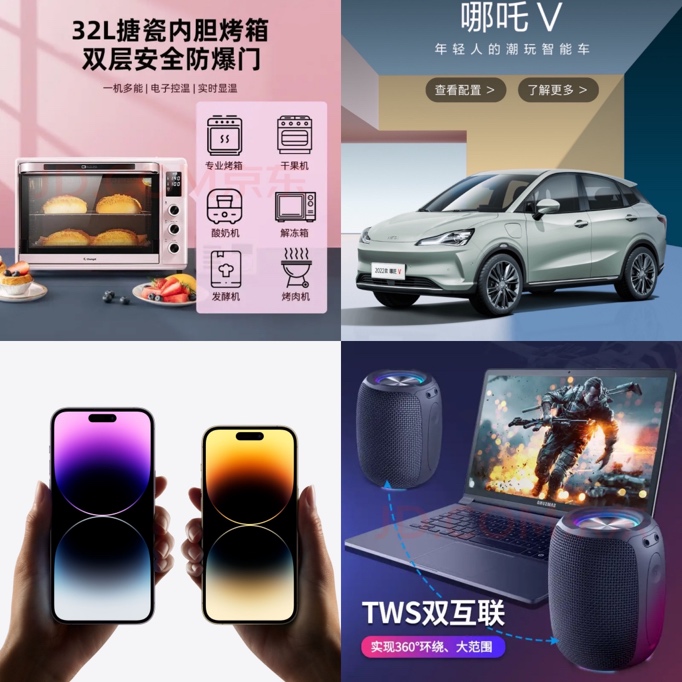 32L搪瓷内胆烤箱
双层安全防爆门
一机多能 | 电子控温 | 实时显温
专业烤箱
干果机
酸奶机
解冻箱
发酵机
烤肉机
哪吒 V
年轻人的潮玩智能车
查看配置 >
了解更多 >
2022款 哪吒 V
TWS双互联
实现360°环绕、大范围